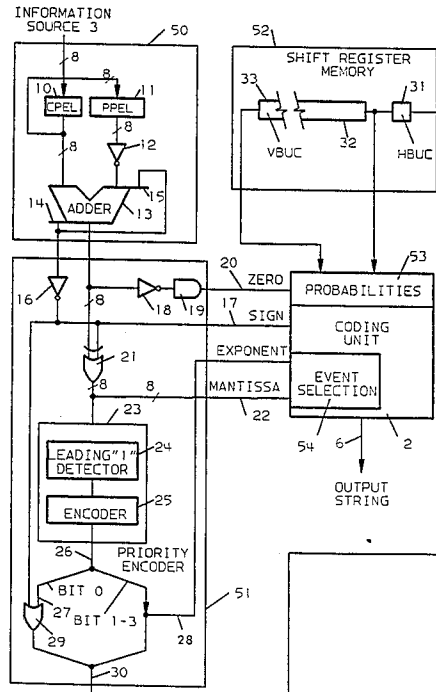 INFORMATION
SOURCE 3
50
8
8
10
CPEL
PPEL
11
8
12
8
15
ADDER
14
13
52
SHIFT REGISTER
MEMORY
33
31
32
VBUC
HBUC
16
8
18
19
20
ZERO
17
SIGN
53
PROBABILITIES
CODING
UNIT
21
EXPONENT
8
8
MANTISSA
22
EVENT
SELECTION
54
2
6
OUTPUT
STRING
23
24
LEADING"1"
DETECTOR
25
ENCODER
26
PRIORITY
ENCODER
51
BIT 0
27
BIT 1-3
28
29
30